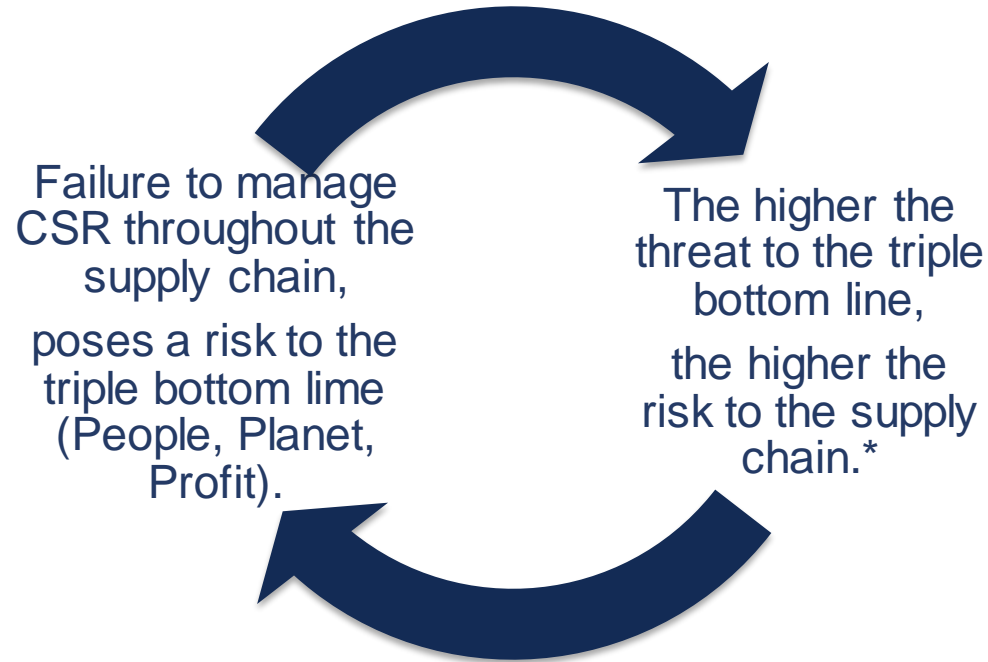 Failure to manage
CSR throughout the
supply chain,
poses a risk to the
triple bottom lime
(People, Planet,
Profit).
The higher the
threat to the triple
bottom line,
the higher the
risk to the supply
chain.*